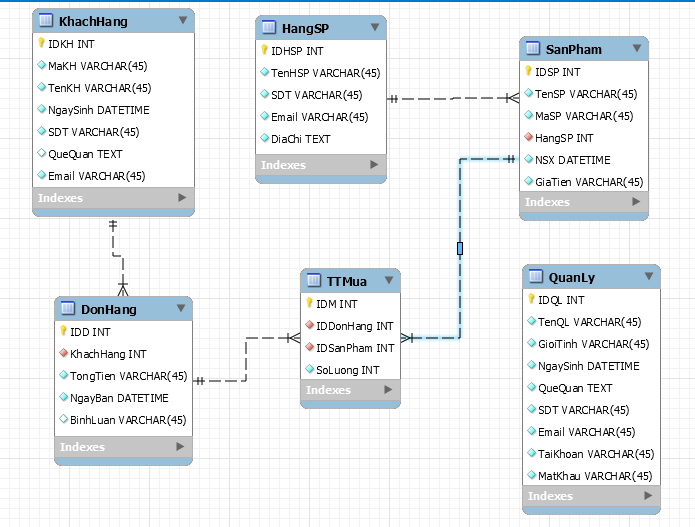 KhachHang
IDKH INT
MaKH VARCHAR(45)
TenKH VARCHAR(45)
NgaySinh DATETIME
SDT VARCHAR(45)
QueQuan TEXT
Email VARCHAR(45)
Indexes
HangSP
IDHSP INT
TenHSP VARCHAR(45)
SDT VARCHAR(45)
Email VARCHAR(45)
DiaChi TEXT
Indexes
SanPham
IDSP INT
TenSP VARCHAR(45)
MaSP VARCHAR(45)
HangSP INT
NSX DATETIME
GiaTien VARCHAR(45)
Indexes
DonHang
IDD INT
KhachHang INT
TongTien VARCHAR(45)
NgayBan DATETIME
BinhLuan VARCHAR(45)
Indexes
TTMua
IDM INT
IDDonHang INT
IDSanPham INT
SoLuong INT
Indexes
QuanLy
IDQL INT
TenQL VARCHAR(45)
GioiTinh VARCHAR(45)
NgaySinh DATETIME
QueQuan TEXT
SDT VARCHAR(45)
Email VARCHAR(45)
TaiKhoan VARCHAR(45)
MatKhau VARCHAR(45)
Indexes